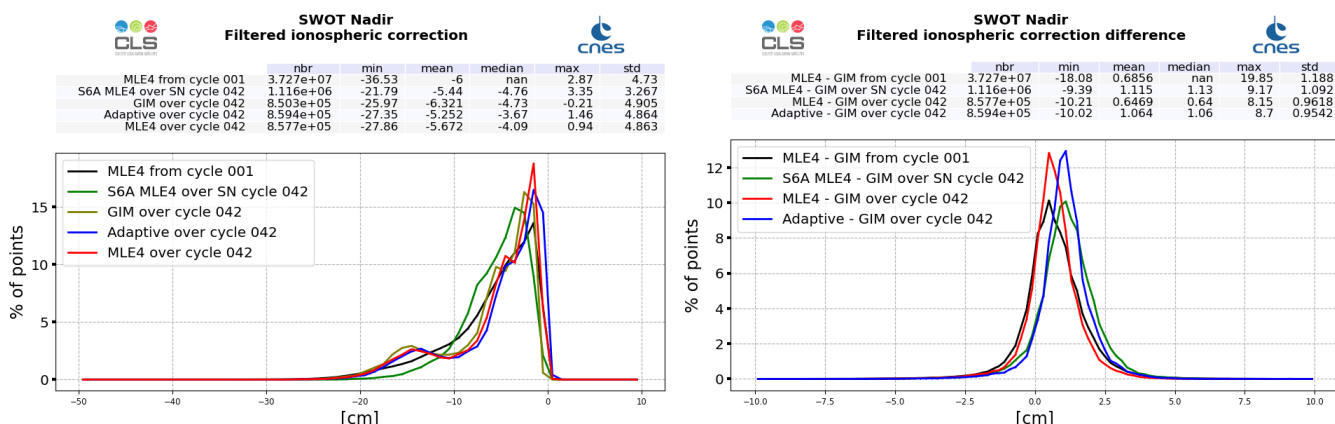 SWOT Nadir
Filtered ionospheric correction
CLS
cnes
nbr min mean median max std
MLE4 from cycle 001 3.727e+07 -36.53 -6 nan 2.87 4.73
S6A MLE4 over SN cycle 042 1.116e+06 -21.79 -5.44 -4.76 3.35 3.267
GIM over cycle 042 8.503e+05 -25.97 -6.321 -4.73 -0.21 4.905
Adaptive over cycle 042 8.594e+05 -27.35 -5.252 -3.67 1.46 4.864
MLE4 over cycle 042 8.577e+05 -27.86 -5.672 -4.09 0.94 4.863
MLE4 from cycle 001
S6A MLE4 over SN cycle 042
GIM over cycle 042
Adaptive over cycle 042
MLE4 over cycle 042
% of points
15
10
5
0
−50 −40 −30 −20 −10 0 10
[cm]
SWOT Nadir
Filtered ionospheric correction difference
CLS
cnes
nbr min mean median max std
MLE4 - GIM from cycle 001 3.727e+07 -18.08 0.6856 nan 19.85 1.188
S6A MLE4 - GIM over SN cycle 042 1.116e+06 -9.39 1.115 1.13 9.17 1.092
MLE4 - GIM over cycle 042 8.577e+05 -10.21 0.6469 0.64 8.15 0.9618
Adaptive - GIM over cycle 042 8.594e+05 -10.02 1.064 1.06 8.7 0.9542
MLE4 - GIM from cycle 001
S6A MLE4 - GIM over SN cycle 042
MLE4 - GIM over cycle 042
Adaptive - GIM over cycle 042
% of points
12
10
8
6
4
2
0
−10.0 −7.5 −5.0 −2.5 0.0 2.5 5.0 7.5 10.0
[cm]